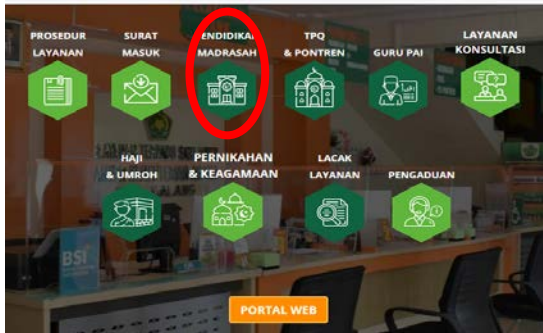 PROSEDUR
LAYANAN
SURAT
MASUK
ENDIDIKA
MADRASAH
TPQ
& PONTREN
GURU PAI
LAYANAN
KONSULTASI
HAJI
& UMROH
PERNIKAHAN
& KEAGAMAAN
LACAK
LAYANAN
PENGADUAN
BSI
PORTAL WEB